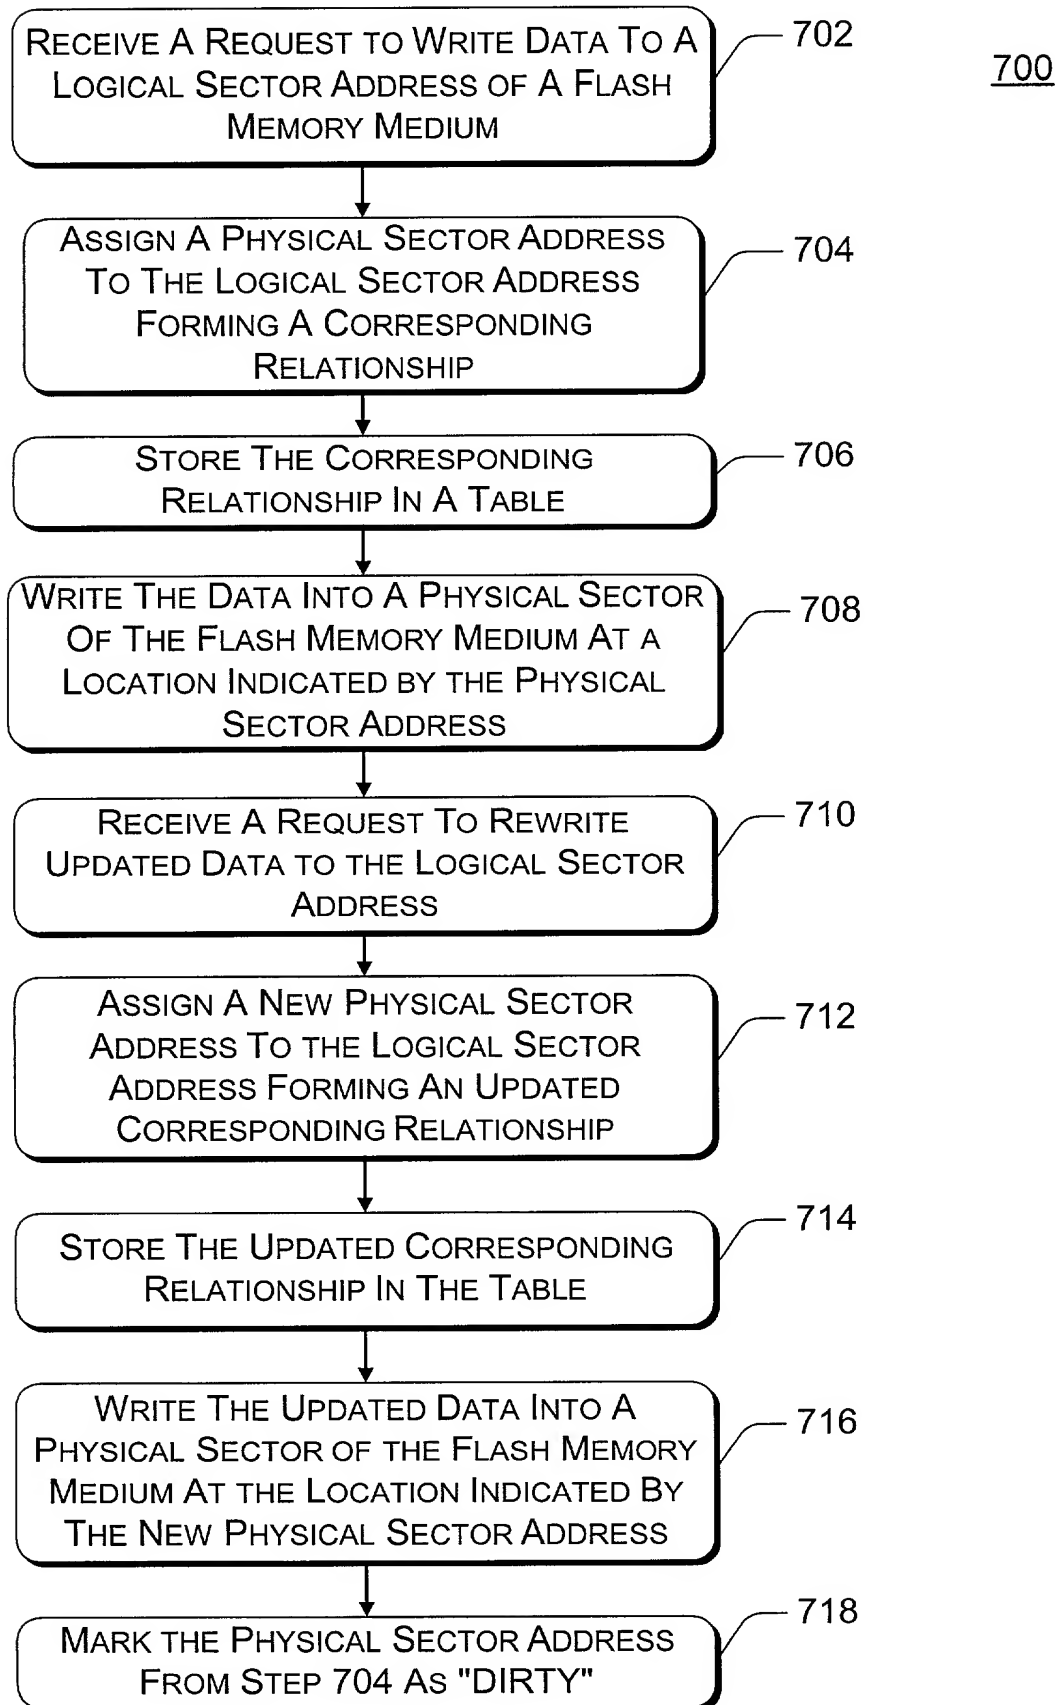 RECEIVE A REQUEST TO WRITE DATA TO A
LOGICAL SECTOR ADDRESS OF A FLASH
MEMORY MEDIUM
702
700
ASSIGN A PHYSICAL SECTOR ADDRESS
TO THE LOGICAL SECTOR ADDRESS
FORMING A CORRESPONDING
RELATIONSHIP
704
STORE THE CORRESPONDING
RELATIONSHIP IN A TABLE
706
WRITE THE DATA INTO A PHYSICAL SECTOR
OF THE FLASH MEMORY MEDIUM AT A
LOCATION INDICATED BY THE PHYSICAL
SECTOR ADDRESS
708
RECEIVE A REQUEST TO REWRITE
UPDATED DATA TO THE LOGICAL SECTOR
ADDRESS
710
ASSIGN A NEW PHYSICAL SECTOR
ADDRESS TO THE LOGICAL SECTOR
ADDRESS FORMING AN UPDATED
CORRESPONDING RELATIONSHIP
712
STORE THE UPDATED CORRESPONDING
RELATIONSHIP IN THE TABLE
714
WRITE THE UPDATED DATA INTO A
PHYSICAL SECTOR OF THE FLASH MEMORY
MEDIUM AT THE LOCATION INDICATED BY
THE NEW PHYSICAL SECTOR ADDRESS
716
MARK THE PHYSICAL SECTOR ADDRESS
FROM STEP 704 AS "DIRTY"
718